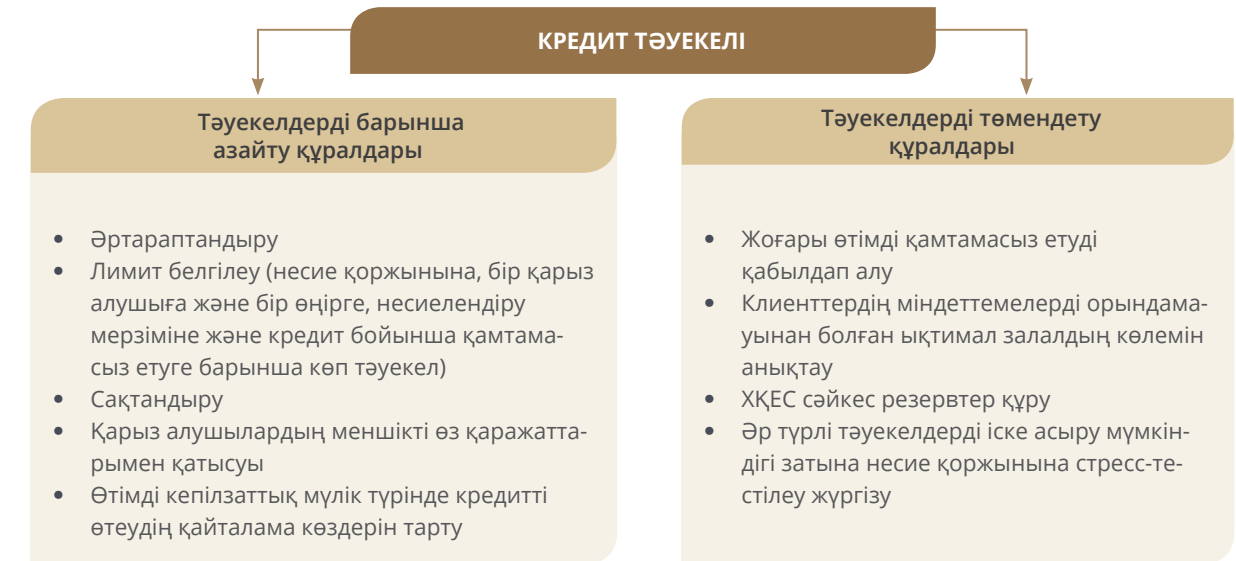 КРЕДИТ ТӘУЕКЕЛІ
Тәуекелдерді барынша
азайту құралдары
• Әртараптандыру
• Лимит белгілеу (несие қоржынына, бір қарыз
алушыға және бір өңірге, несиелендіру
мерзіміне және кредит бойынша қамтама-
сыз етуге барынша көп тәуекел)
• Сақтандыру
• Қарыз алушылардың меншікті өз қаражатта-
рымен қатысуы
• Өтімді кепілзаттық мүлік түрінде кредитті
өтеудің қайталама көздерін тарту
Тәуекелдерді төмендету
құралдары
• Жоғары өтімді қамтамасыз етуді
қабылдап алу
• Клиенттердің міндеттемелерді орындама-
уынан болған ықтимал залалдың көлемін
анықтау
• ХҚЕС сәйкес резервтер құру
• Әр түрлі тәуекелдерді іске асыру мүмкін-
дігі затына несие қоржынына стресс-те-
стілеу жүргізу